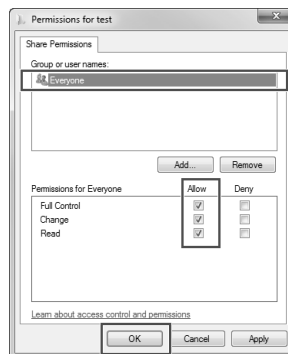 Permissions for test
Share Permissions
Group or user names:
Everyone
Add... Remove
Permissions for Everyone Allow Deny
Full Control
Change
Read
Learn about access control and permissions
OK Cancel Apply